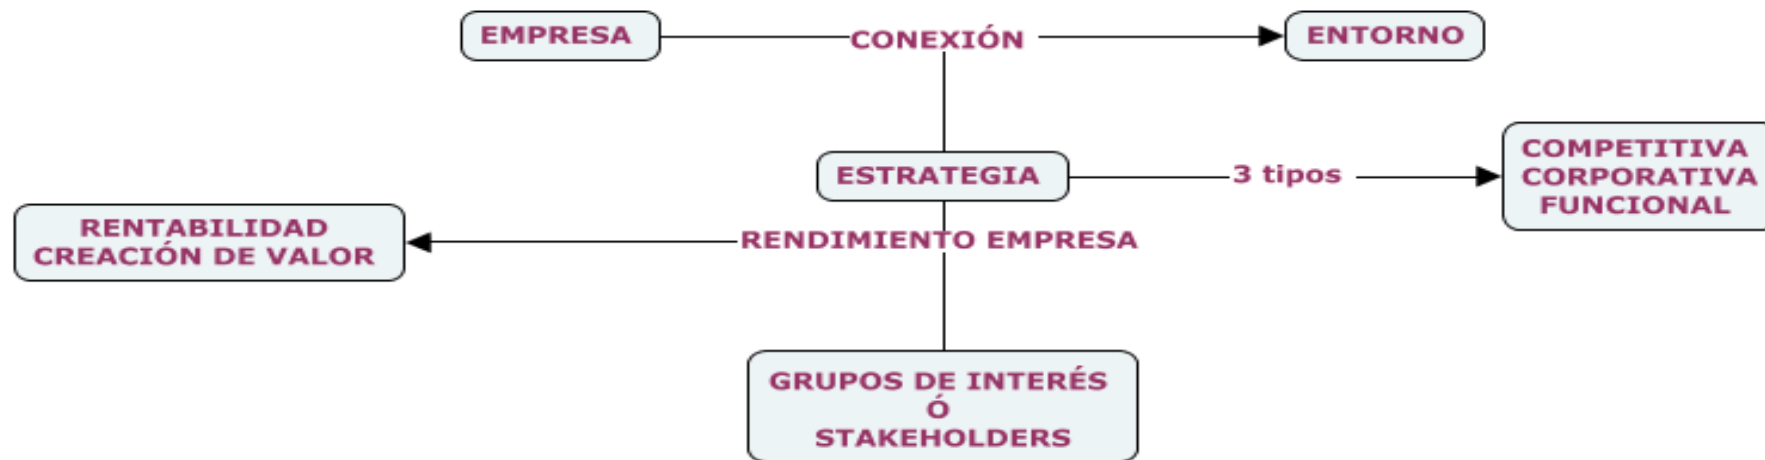 EMPRESA
CONEXIÓN
ENTORNO
ESTRATEGIA
3 tipos
COMPETITIVA
CORPORATIVA
FUNCIONAL
RENTABILIDAD
CREACIÓN DE VALOR
RENDIMIENTO EMPRESA
GRUPOS DE INTERÉS
Ó
STAKEHOLDERS